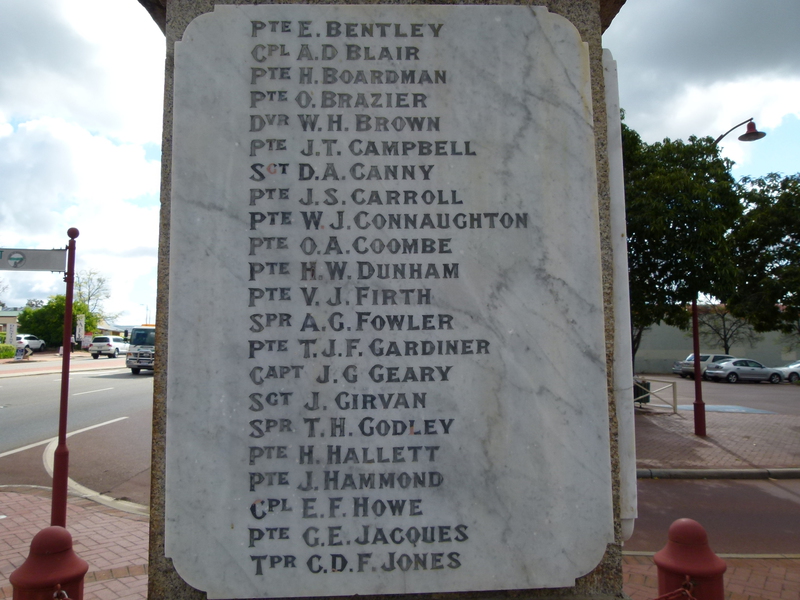 PTE E. BENTLEY
CPL A.D BLAIR
PTE H. BOARDMAN
PTE O. BRAZIER
DVR W.H. BROWN
PTE J.T. CAMPBELL
SGT D.A. CANNY
PTE J.S. CARROLL
PTE W.J. CONNAUGHTON
PTE O.A. COOMBE
PTE H.W. DUNHAM
PTE V.J. FIRTH
SPR A.G. FOWLER
PTE T.J.F. GARDINER
CAPT J.G GEARY
SGT J. GIRVAN
SPR T.H. GODLEY
PTE H. HALLETT
PTE J. HAMMOND
CPL E.F. HOWE
PTE G.E. JACQUES
TPR C.D.F. JONES